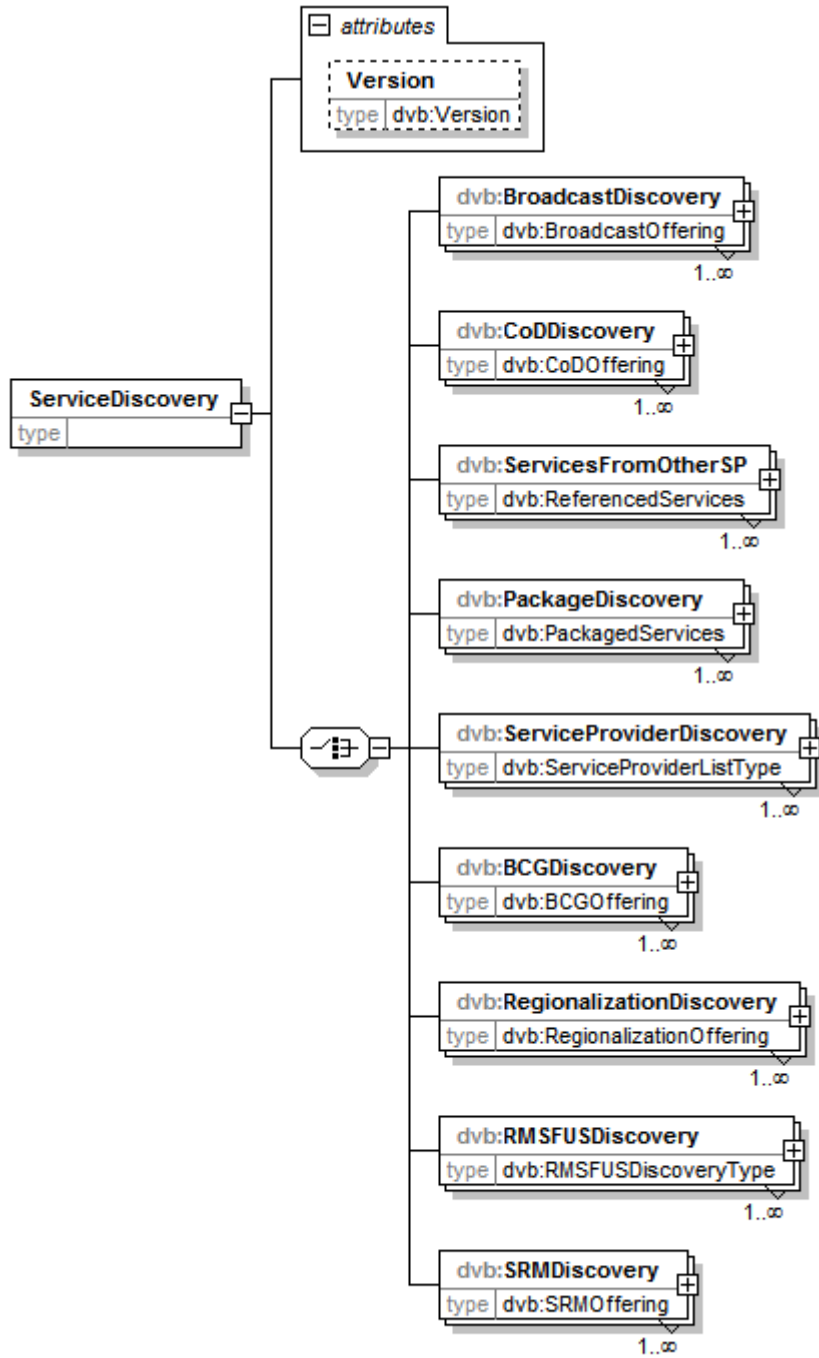 attributes
Version
type dvb:Version
dvb:BroadcastDiscovery
type dvb:BroadcastOffering
1..∞
dvb:CoDDiscovery
type dvb:CoDOffering
1..∞
ServiceDiscovery
type
dvb:ServicesFromOtherSP
type dvb:ReferencedServices
1..∞
dvb:PackageDiscovery
type dvb:PackagedServices
1..∞
dvb:ServiceProviderDiscovery
type dvb:ServiceProviderListType
1..∞
dvb:BCGDiscovery
type dvb:BCGOffering
1..∞
dvb:RegionalizationDiscovery
type dvb:RegionalizationOffering
1..∞
dvb:RMSFUSDiscovery
type dvb:RMSFUSDiscoveryType
1..∞
dvb:SRMDiscovery
type dvb:SRMOffering
1..∞